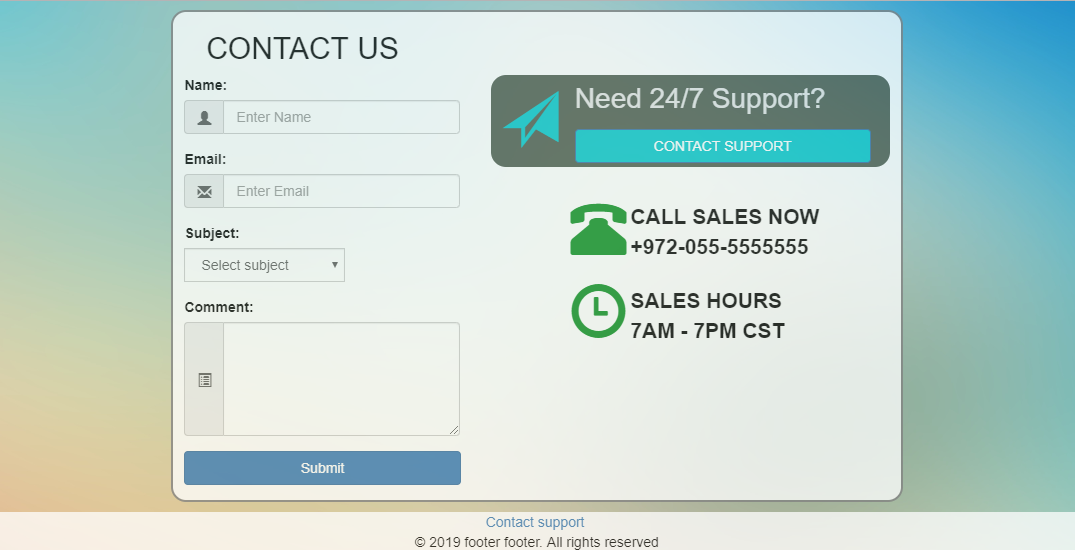 CONTACT US
Name:
Enter Name
Email:
Enter Email
Subject:
Select subject
Comment:
Submit
Need 24/7 Support?
CONTACT SUPPORT
CALL SALES NOW
+972-055-5555555
SALES HOURS
7AM - 7PM CST
Contact support
© 2019 footer footer. All rights reserved